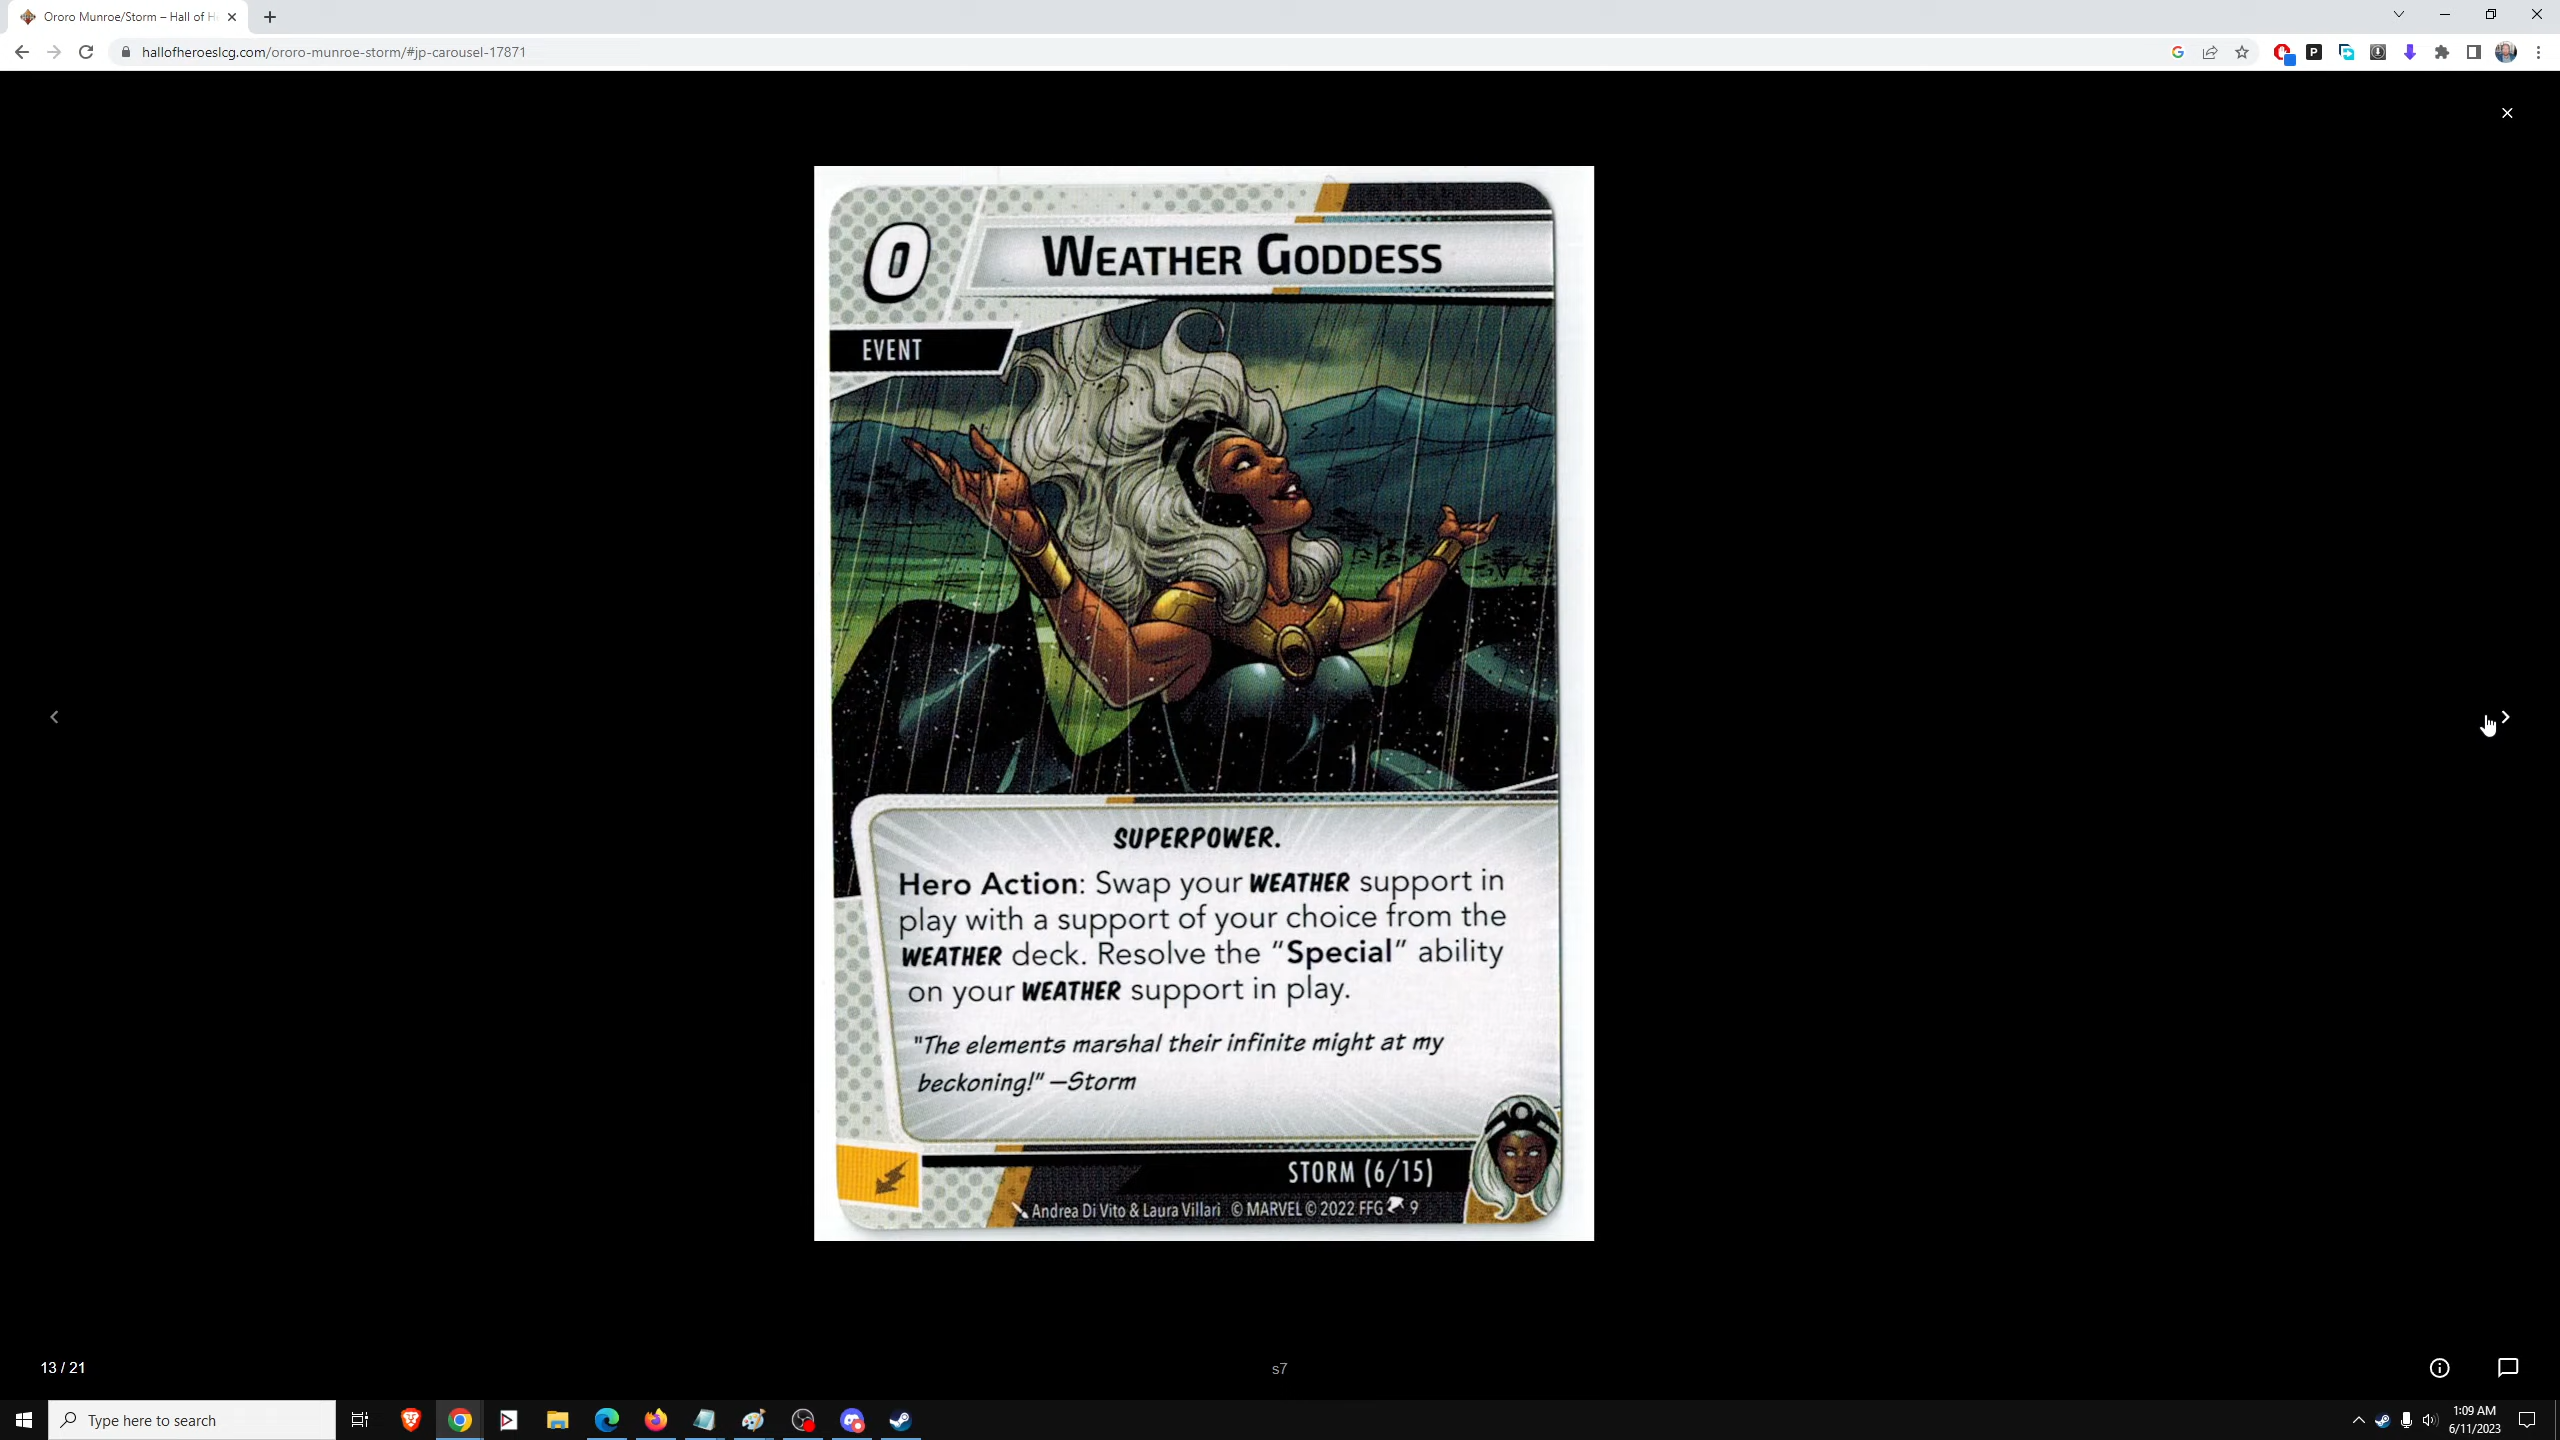 Ororo Munroe/Storm – Hall of H
hallofheroeslcg.com/ororo-munroe-storm/#jp-carousel-17871
0
WEATHER GODDESS
EVENT
SUPERPOWER.
Hero Action: Swap your WEATHER support in
play with a support of your choice from the
WEATHER deck. Resolve the “Special” ability
on your WEATHER support in play.
"The elements marshal their infinite might at my
beckoning!" —Storm
STORM (6/15)
Andrea Di Vito & Laura Villari © MARVEL © 2022 FFG 9
13 / 21
s7
Type here to search
1:09 AM
6/11/2023